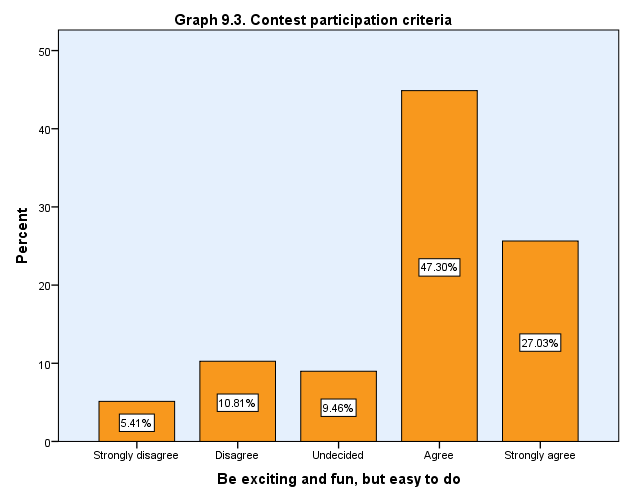 Graph 9.3. Contest participation criteria
Percent
50
40
30
20
10
0
5.41%
10.81%
9.46%
47.30%
27.03%
Strongly disagree
Disagree
Undecided
Agree
Strongly agree
Be exciting and fun, but easy to do